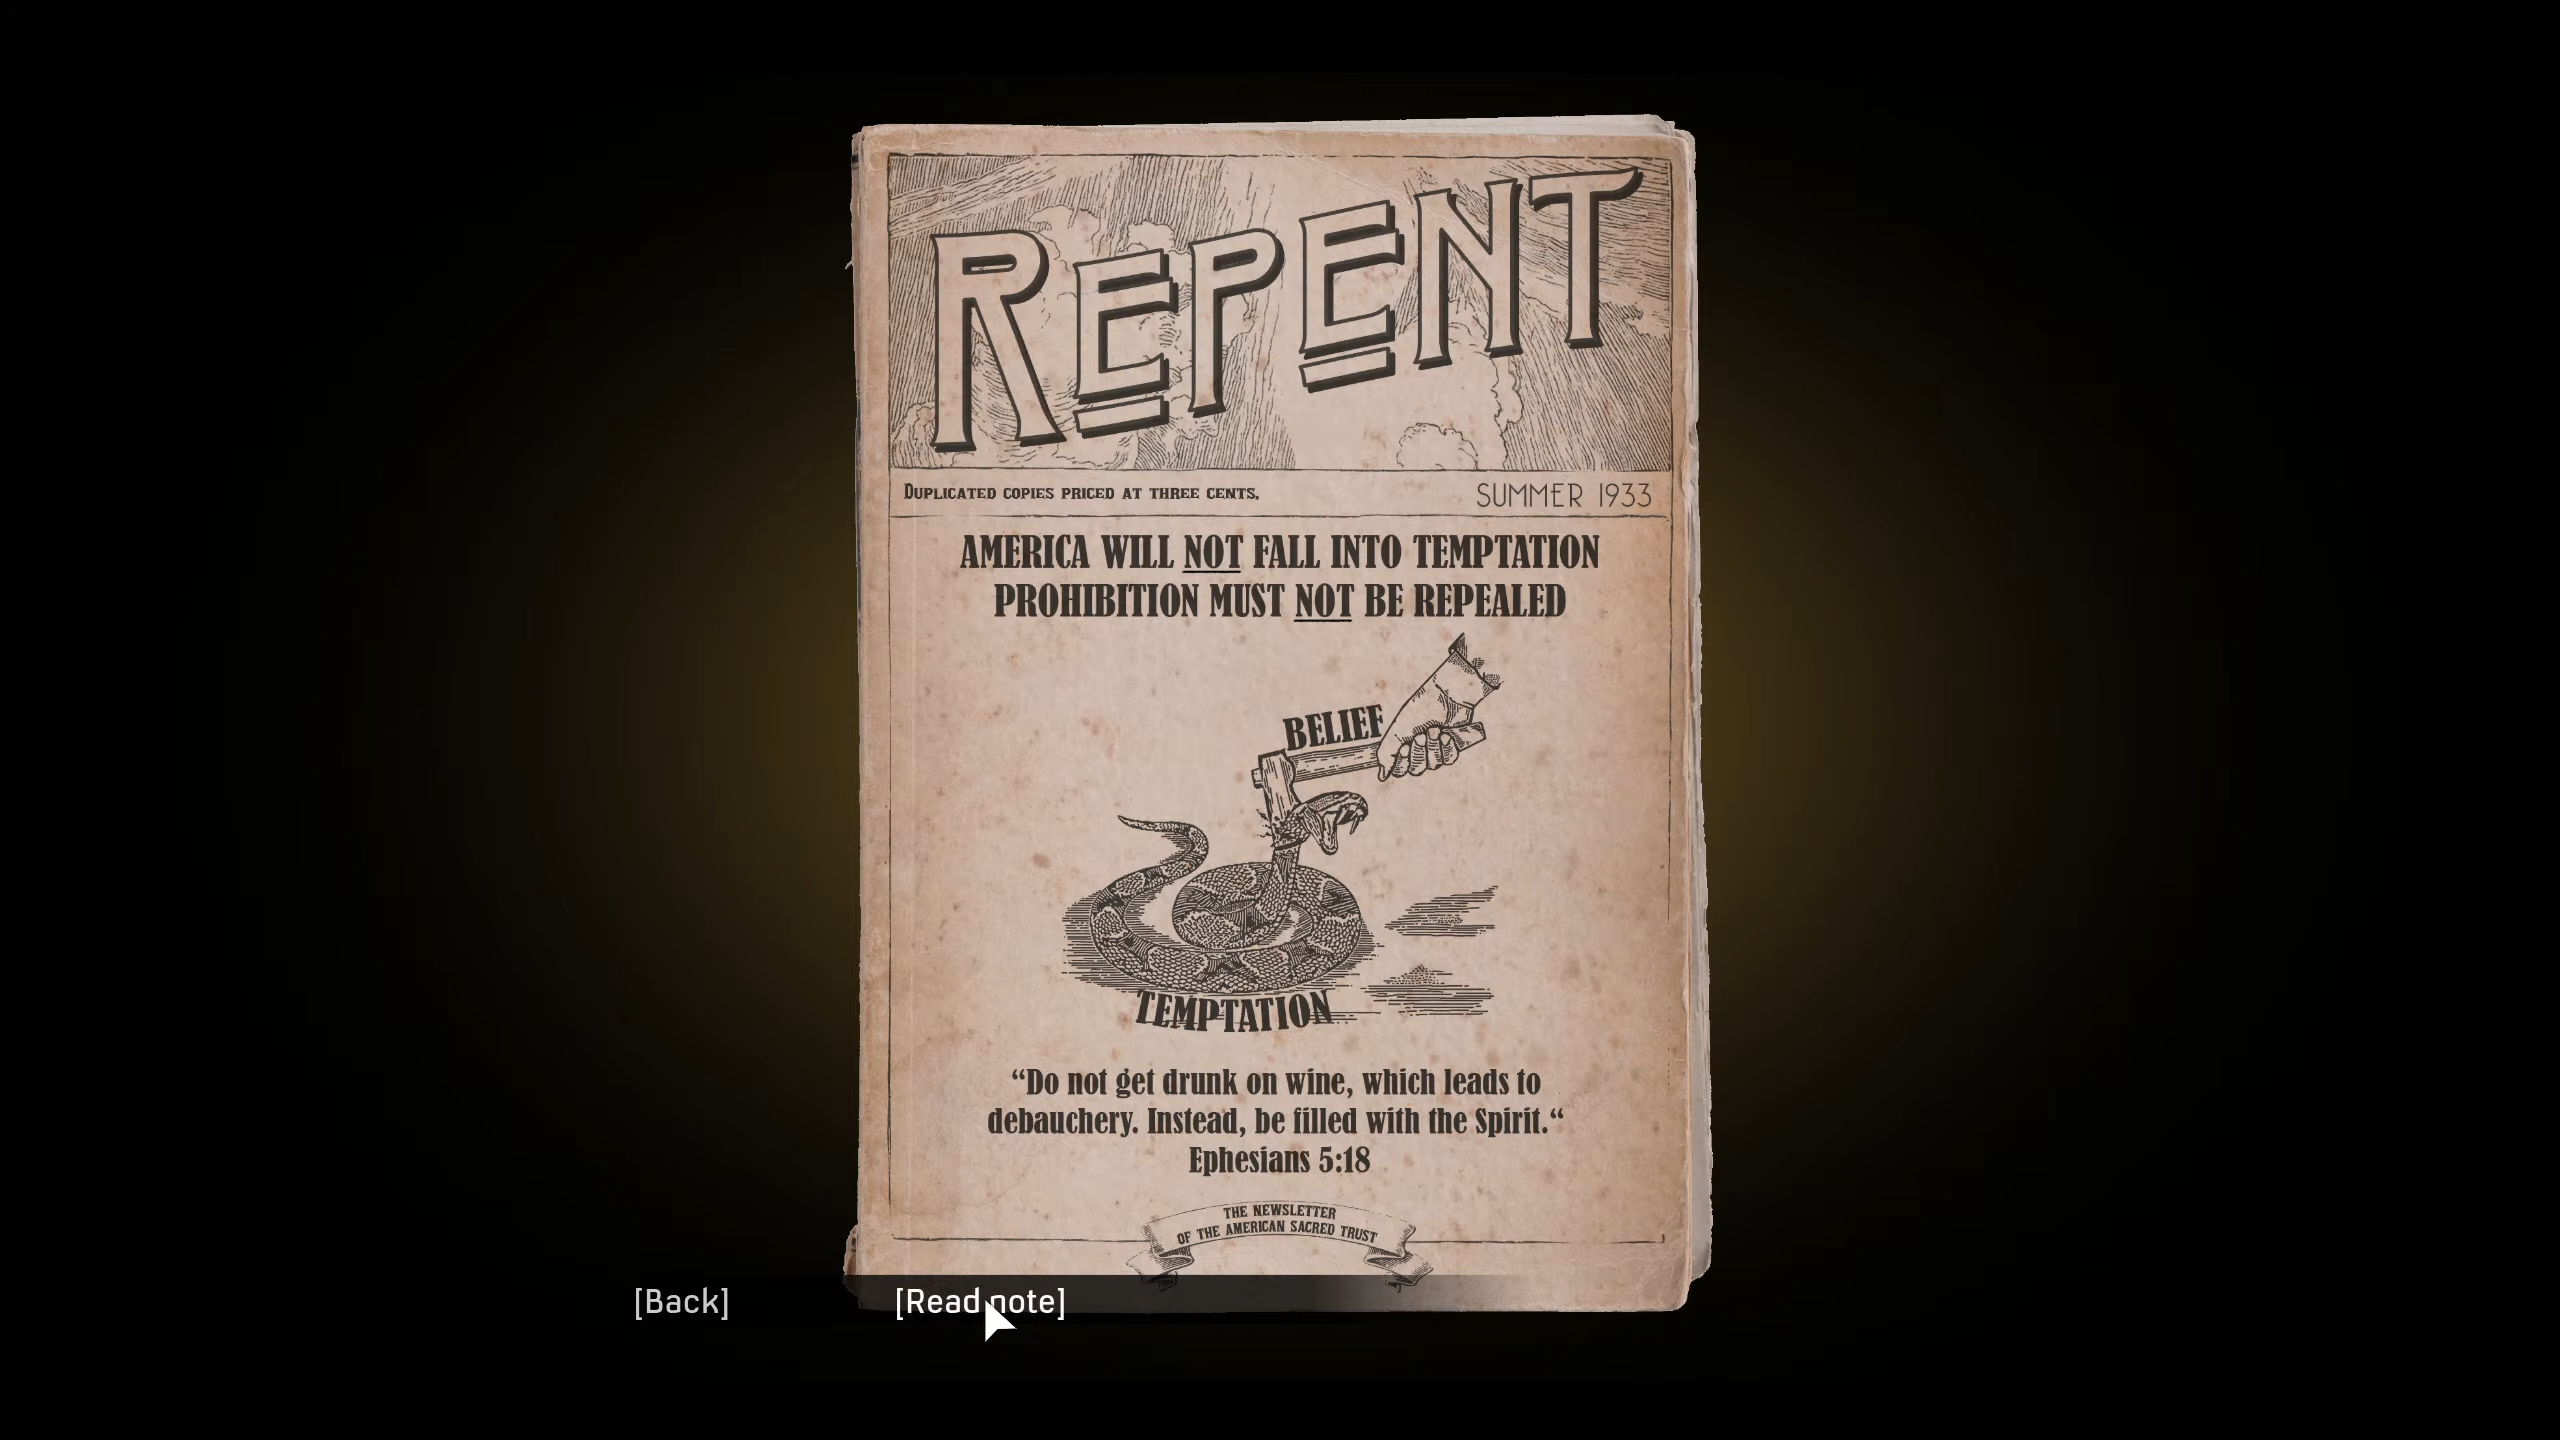 REPENT
DUPLICATED COPIES PRICED AT THREE CENTS.
SUMMER 1933
AMERICA WILL NOT FALL INTO TEMPTATION
PROHIBITION MUST NOT BE REPEALED
BELIEF
TEMPTATION
“Do not get drunk on wine, which leads to
debauchery. Instead, be filled with the Spirit.“
Ephesians 5:18
THE NEWSLETTER
OF THE AMERICAN SACRED TRUST
[Back]
[Read note]